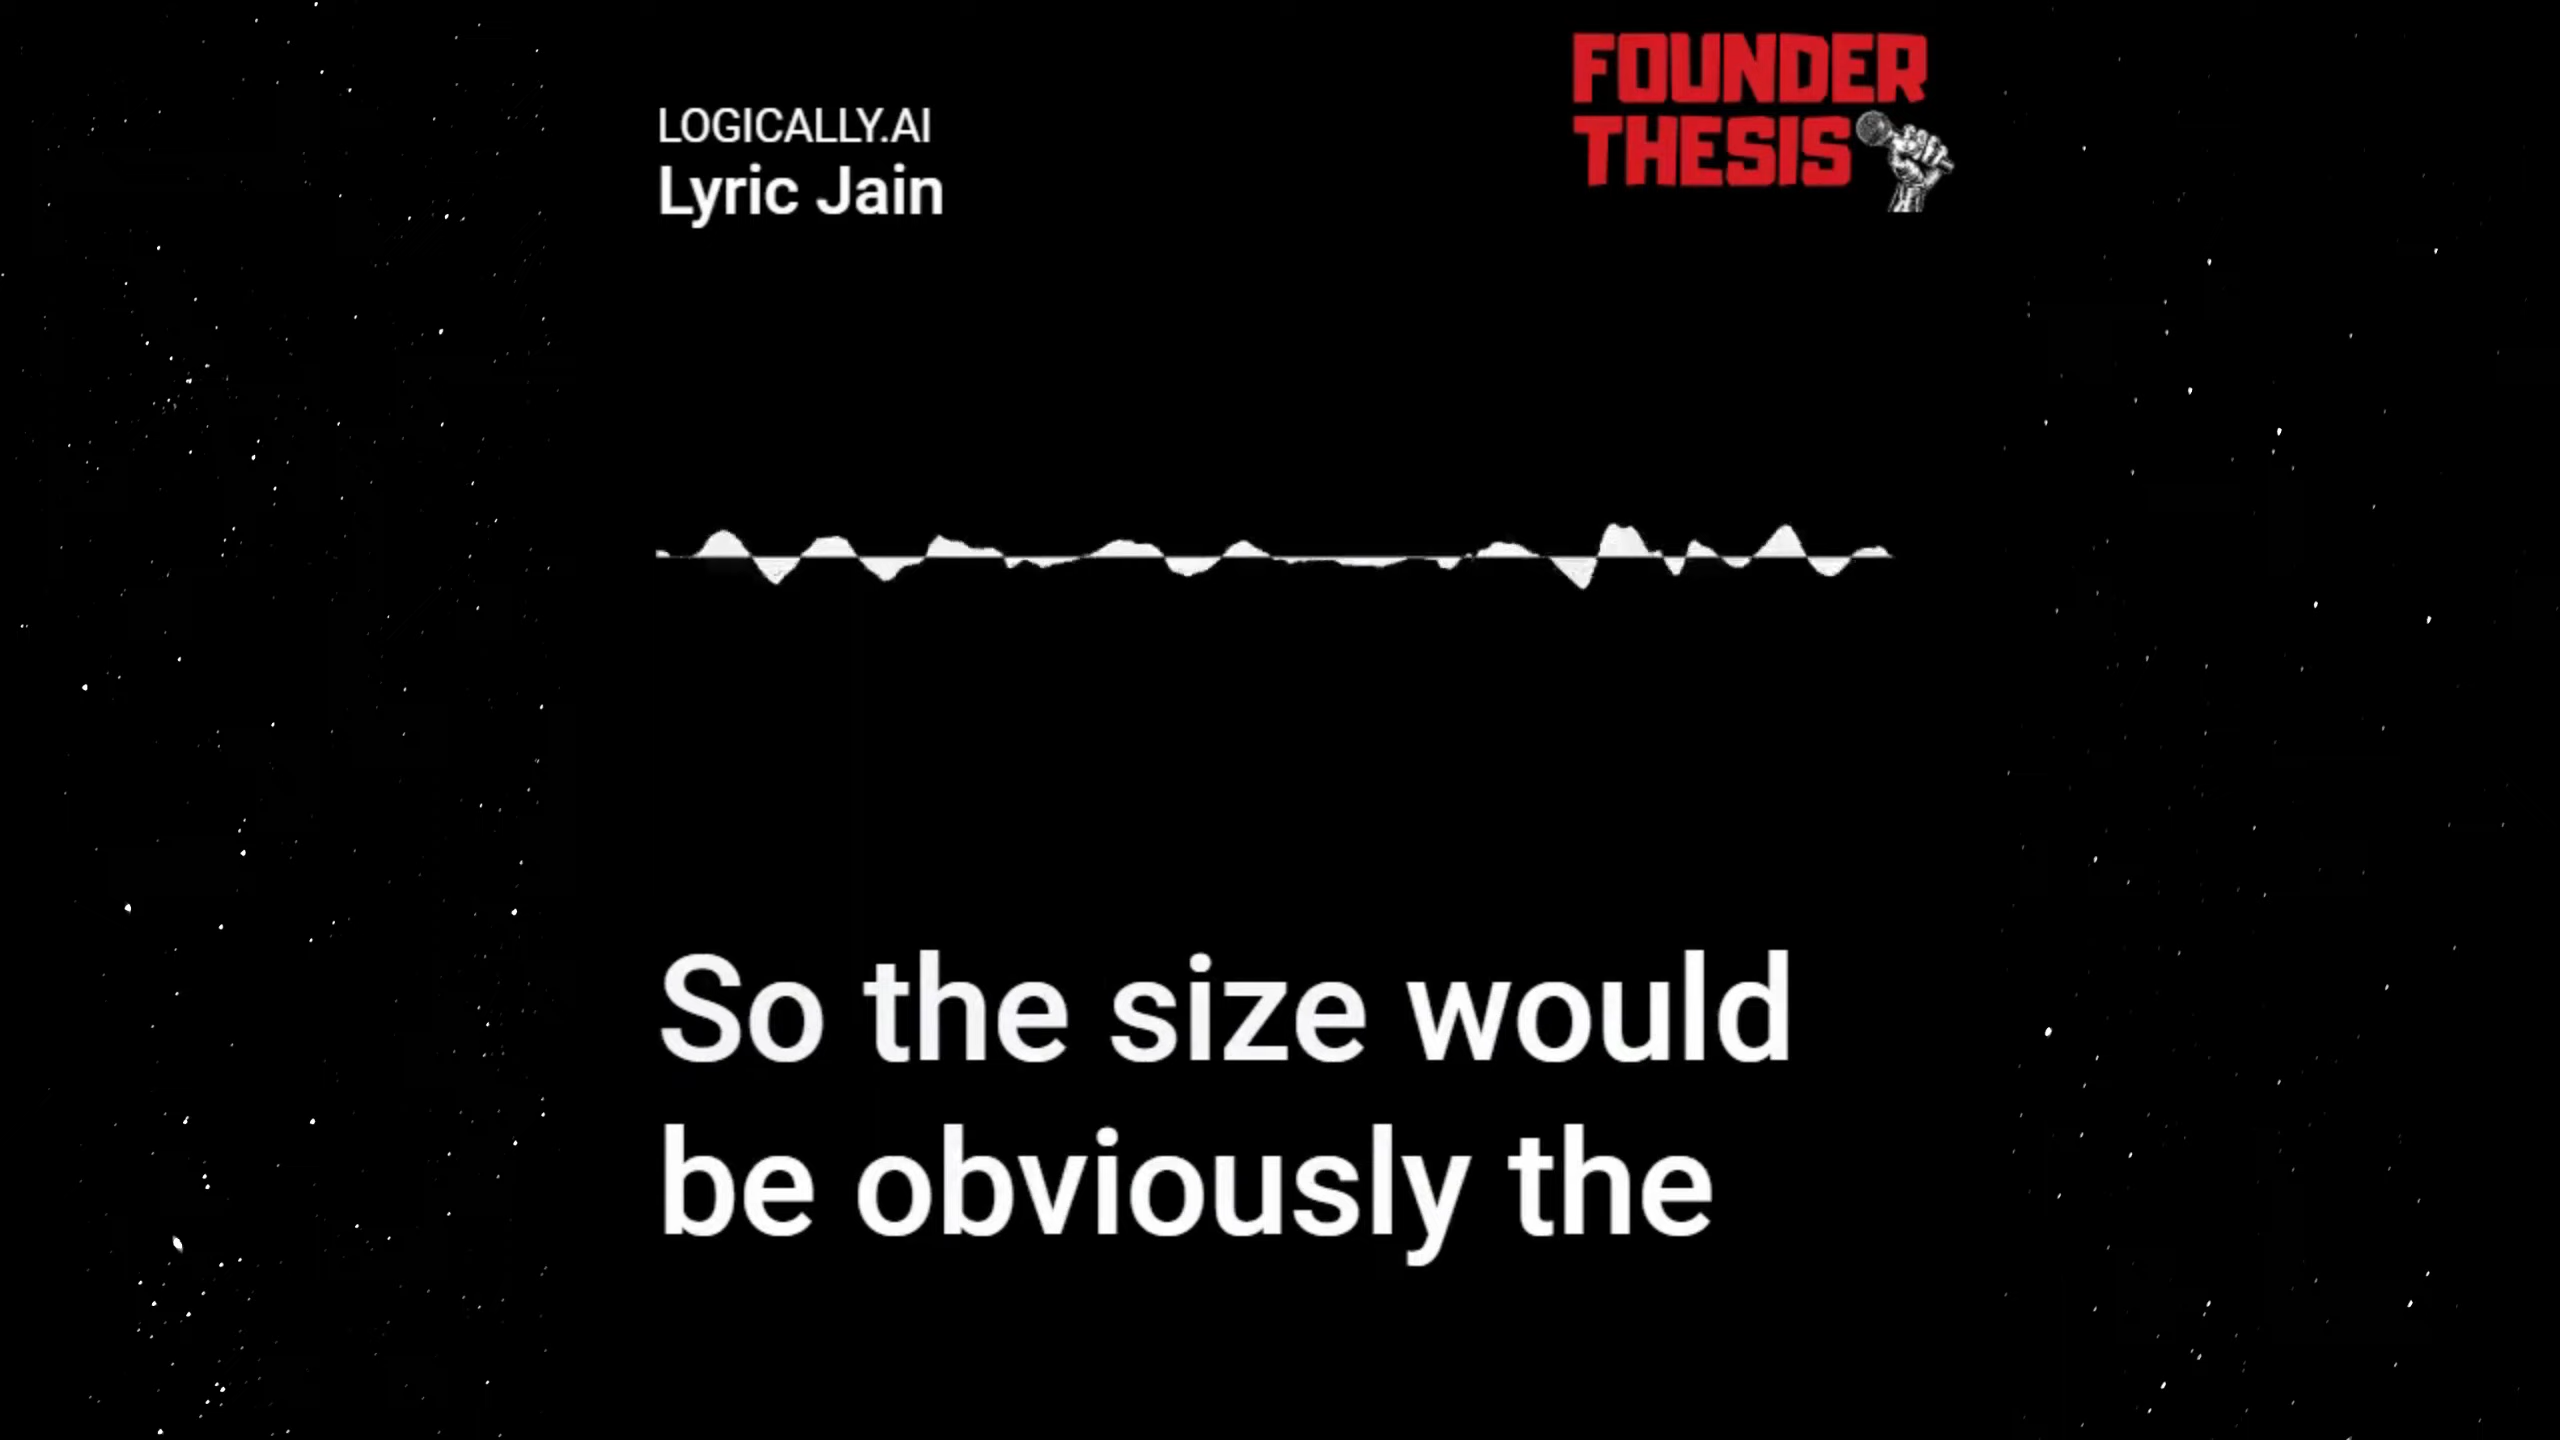 LOGICALLY.AI
Lyric Jain
FOUNDER
THESIS
So the size would
be obviously the